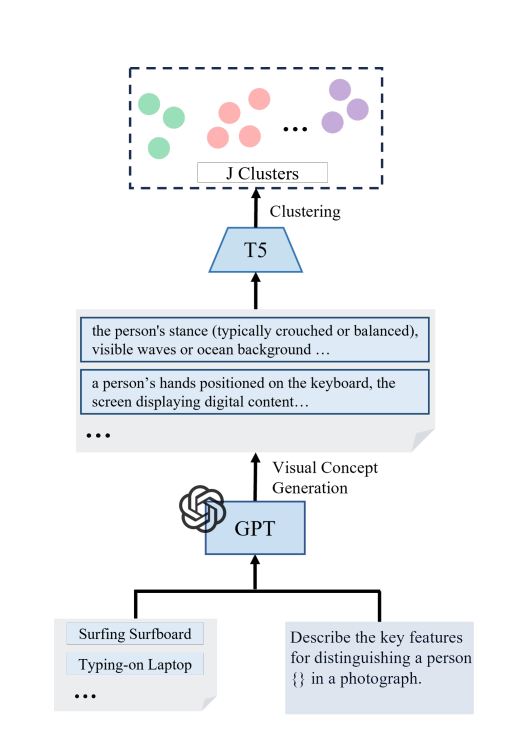 J Clusters
Clustering
T5
the person's stance (typically crouched or balanced),
visible waves or ocean background …
a person’s hands positioned on the keyboard, the
screen displaying digital content…
...
Visual Concept
Generation
GPT
Surfing Surfboard
Typing-on Laptop
...
Describe the key features
for distinguishing a person
{} in a photograph.